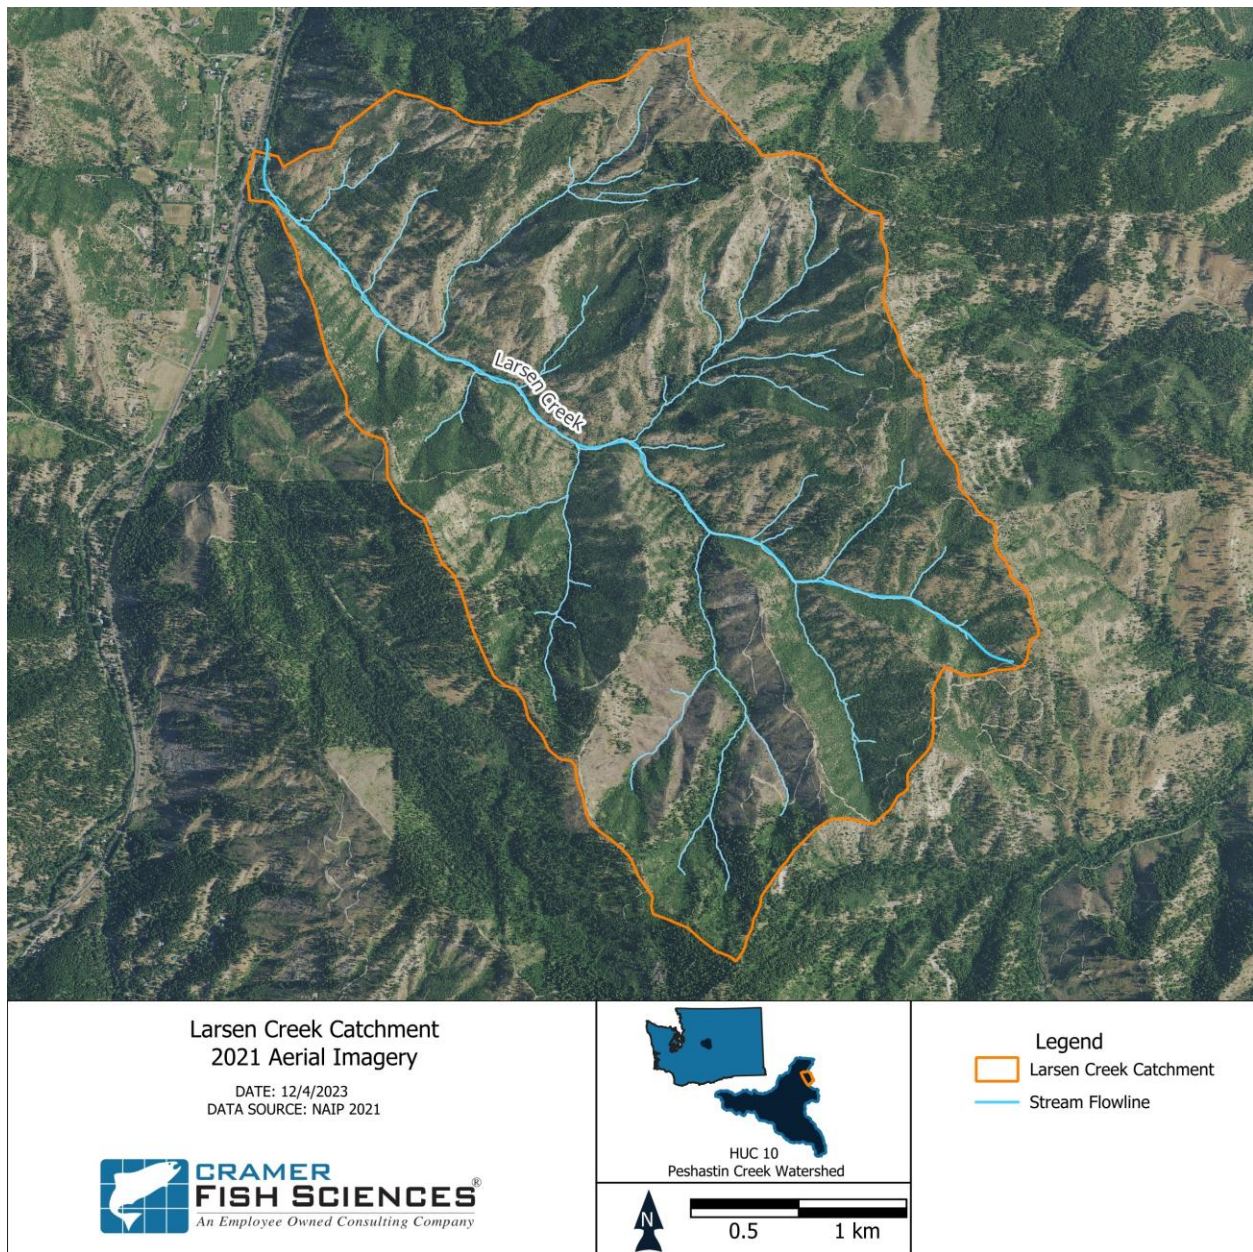 Larsen Creek
Larsen Creek Catchment
2021 Aerial Imagery
DATE: 12/4/2023
DATA SOURCE: NAIP 2021
CRAMER
FISH SCIENCES®
An Employee Owned Consulting Company
HUC 10
Peshastin Creek Watershed
N
0.5 1 km
Legend
Larsen Creek Catchment
Stream Flowline